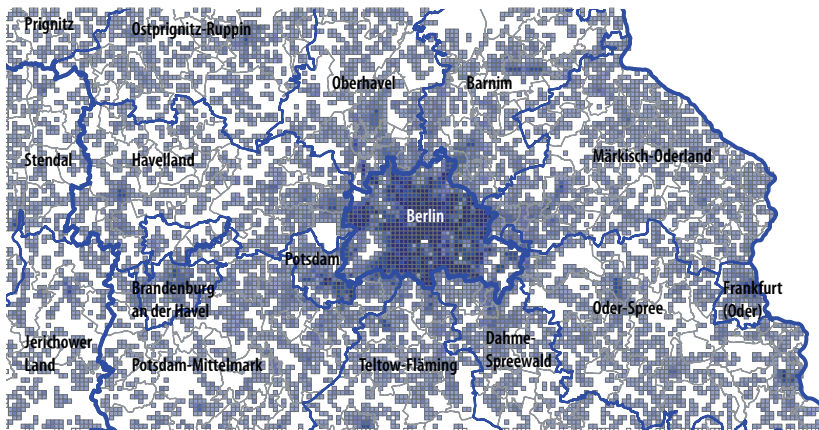 Prignitz
Ostprignitz-Ruppin
Oberhavel
Barnim
Stendal
Havelland
Märkisch-Oderland
Berlin
Potsdam
Brandenburg
an der Havel
Frankfurt
(Oder)
Oder-Spree
Jerichower
Land
Potsdam-Mittelmark
Teltow-Fläming
Dahme-
Spreewald